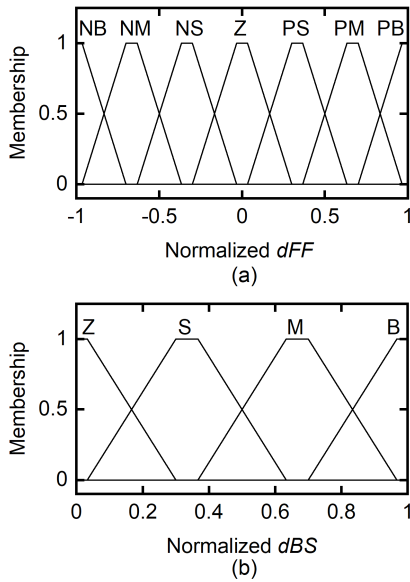 NB NM NS Z PS PM PB
1
0.5
0
Membership
-1 -0.5 0 0.5 1
Normalized dFF
(a)
Z S M B
1
0.5
0
Membership
0 0.2 0.4 0.6 0.8 1
Normalized dBS
(b)